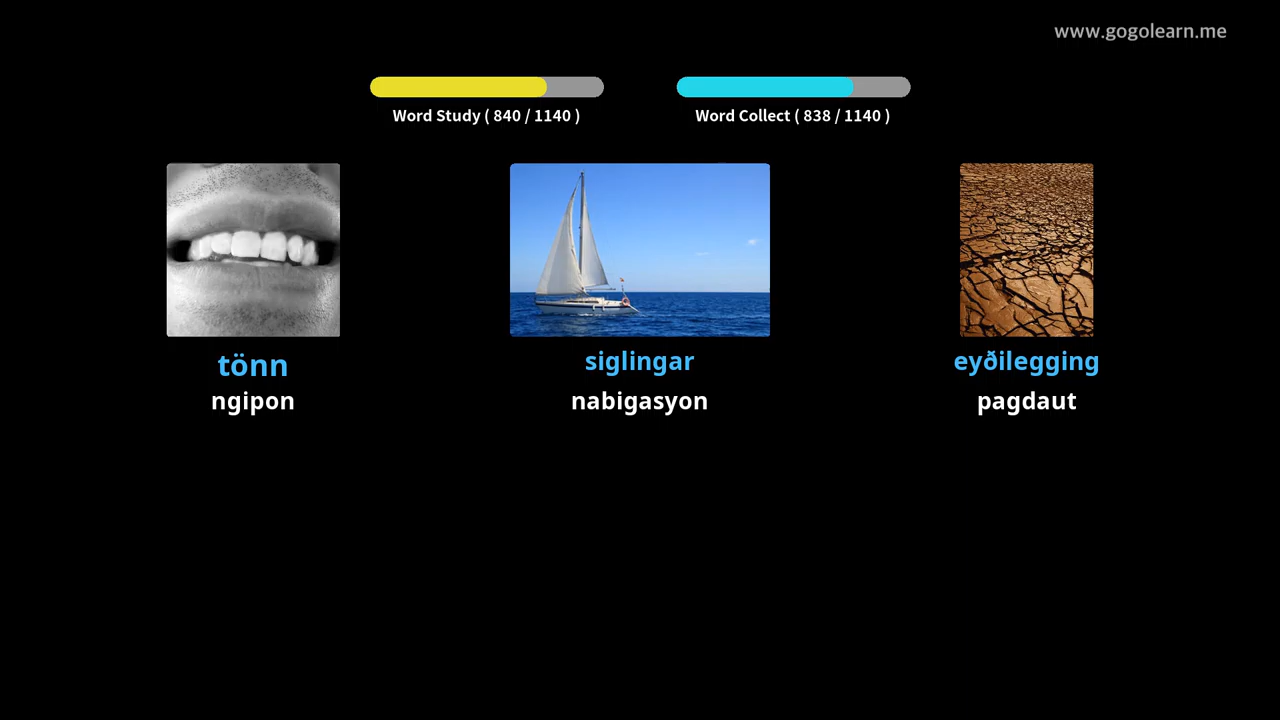 www.gogolearn.me
Word Study ( 840 / 1140 )
Word Collect ( 838 / 1140 )
tönn
ngipon
siglingar
nabigasyon
eyðilegging
pagdaut